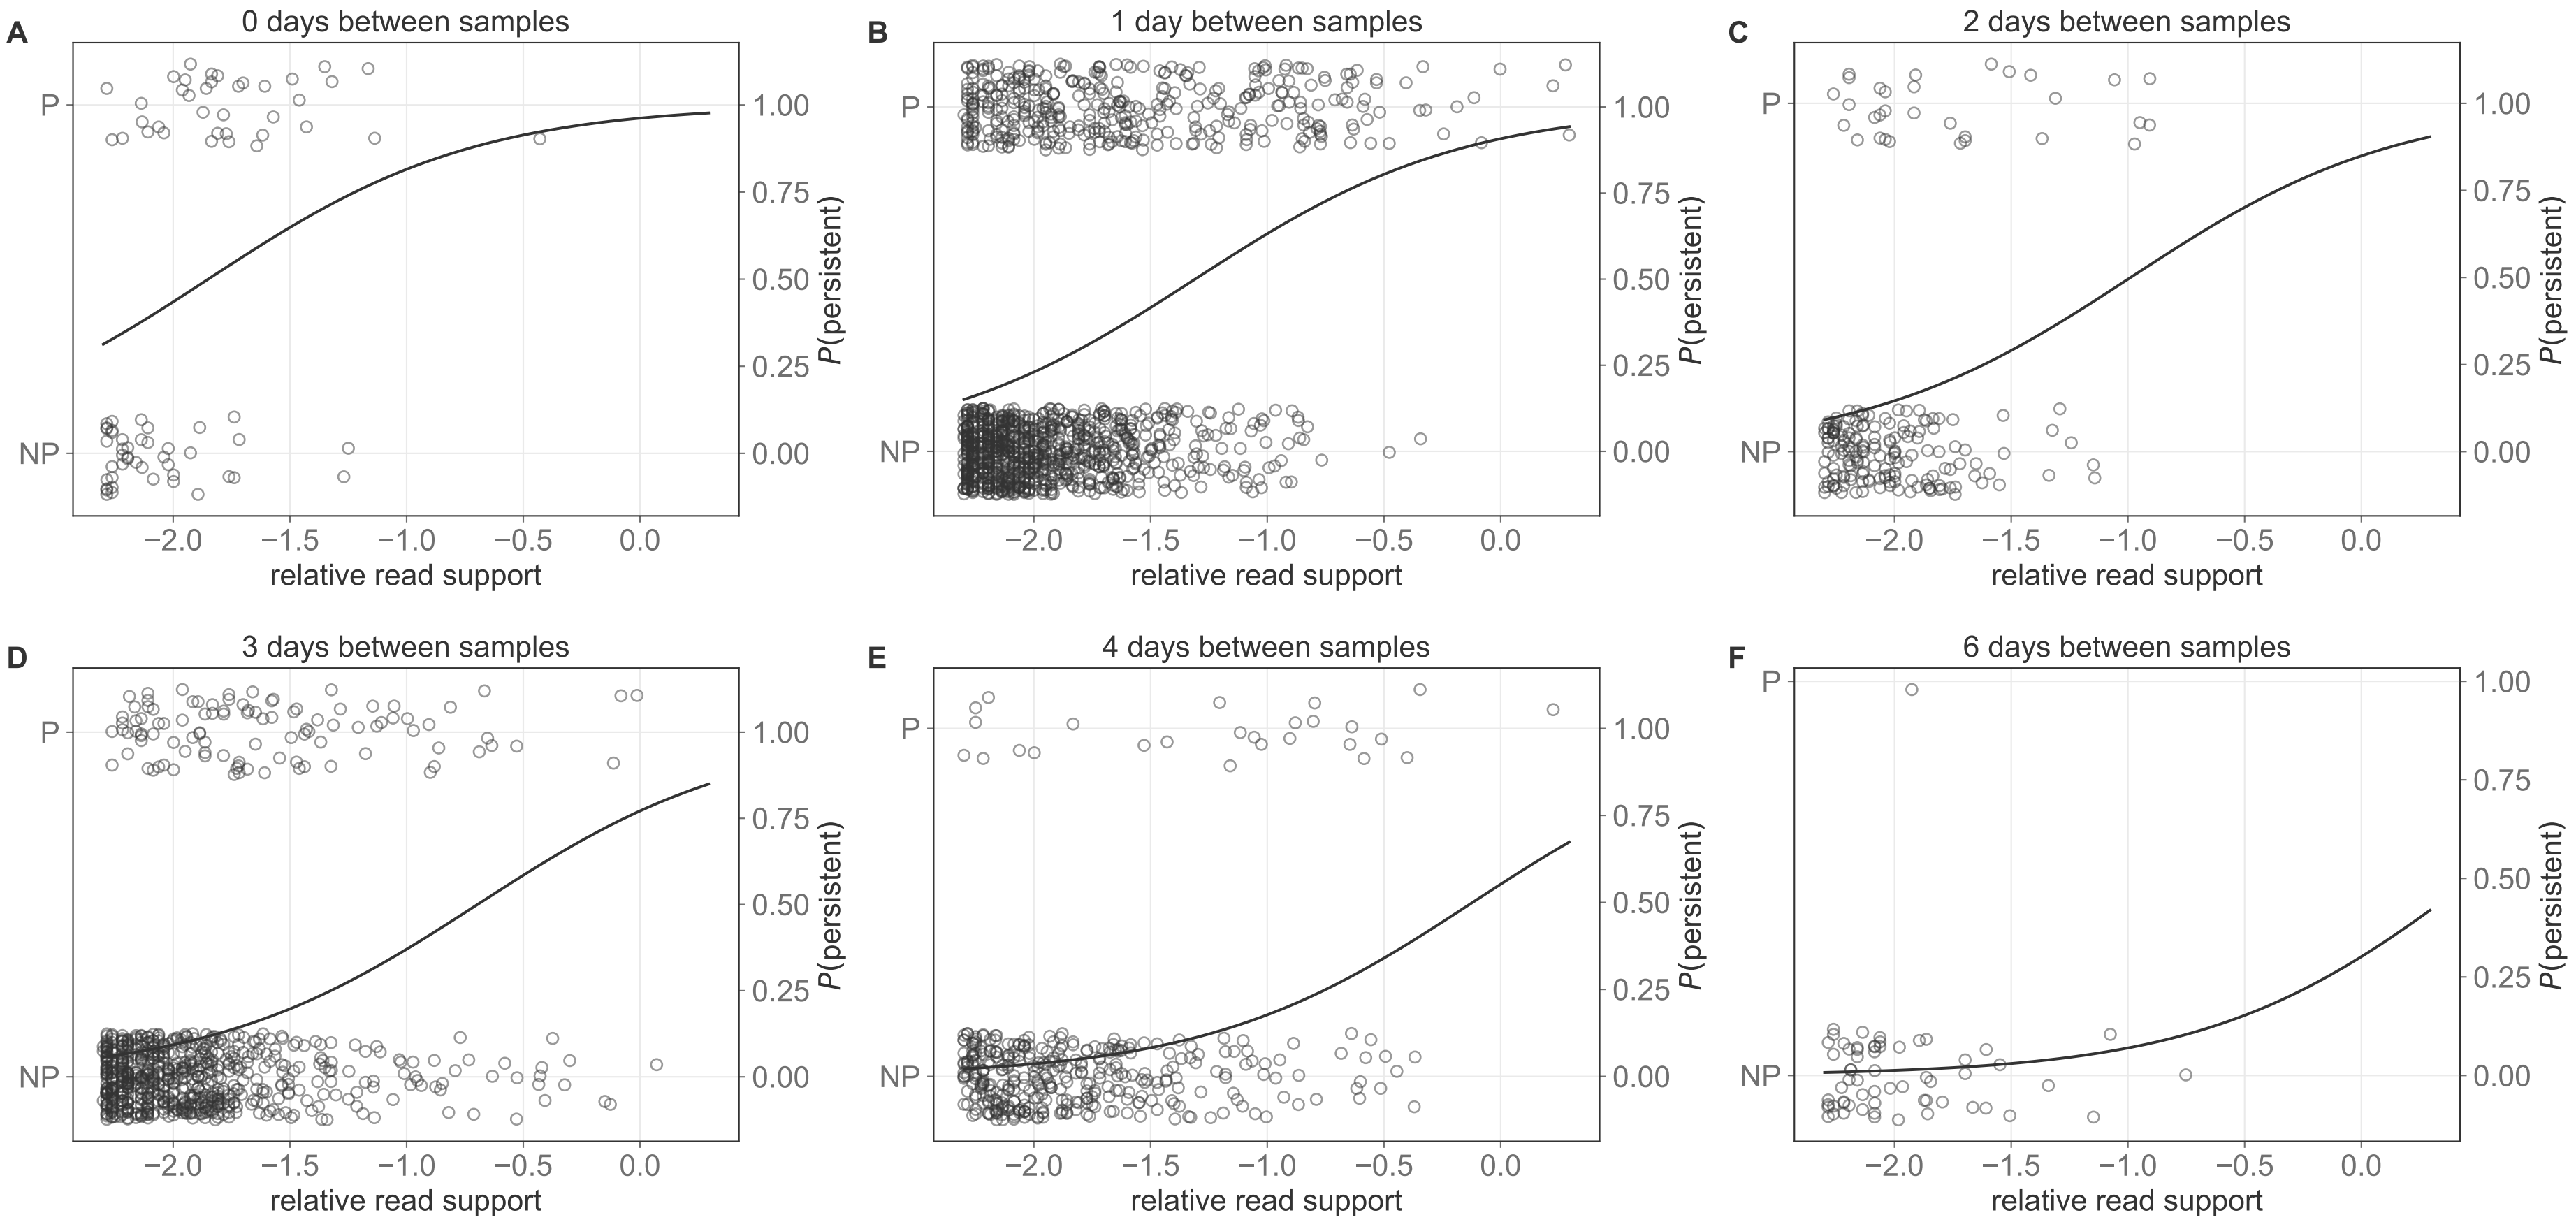 A
0 days between samples
P
NP
1.00
0.75
0.50
0.25
0.00
P(persistent)
−2.0 −1.5 −1.0 −0.5 0.0
relative read support
B
1 day between samples
P
NP
1.00
0.75
0.50
0.25
0.00
P(persistent)
−2.0 −1.5 −1.0 −0.5 0.0
relative read support
C
2 days between samples
P
NP
1.00
0.75
0.50
0.25
0.00
P(persistent)
−2.0 −1.5 −1.0 −0.5 0.0
relative read support
D
3 days between samples
P
NP
1.00
0.75
0.50
0.25
0.00
P(persistent)
−2.0 −1.5 −1.0 −0.5 0.0
relative read support
E
4 days between samples
P
NP
1.00
0.75
0.50
0.25
0.00
P(persistent)
−2.0 −1.5 −1.0 −0.5 0.0
relative read support
F
6 days between samples
P
NP
1.00
0.75
0.50
0.25
0.00
P(persistent)
−2.0 −1.5 −1.0 −0.5 0.0
relative read support